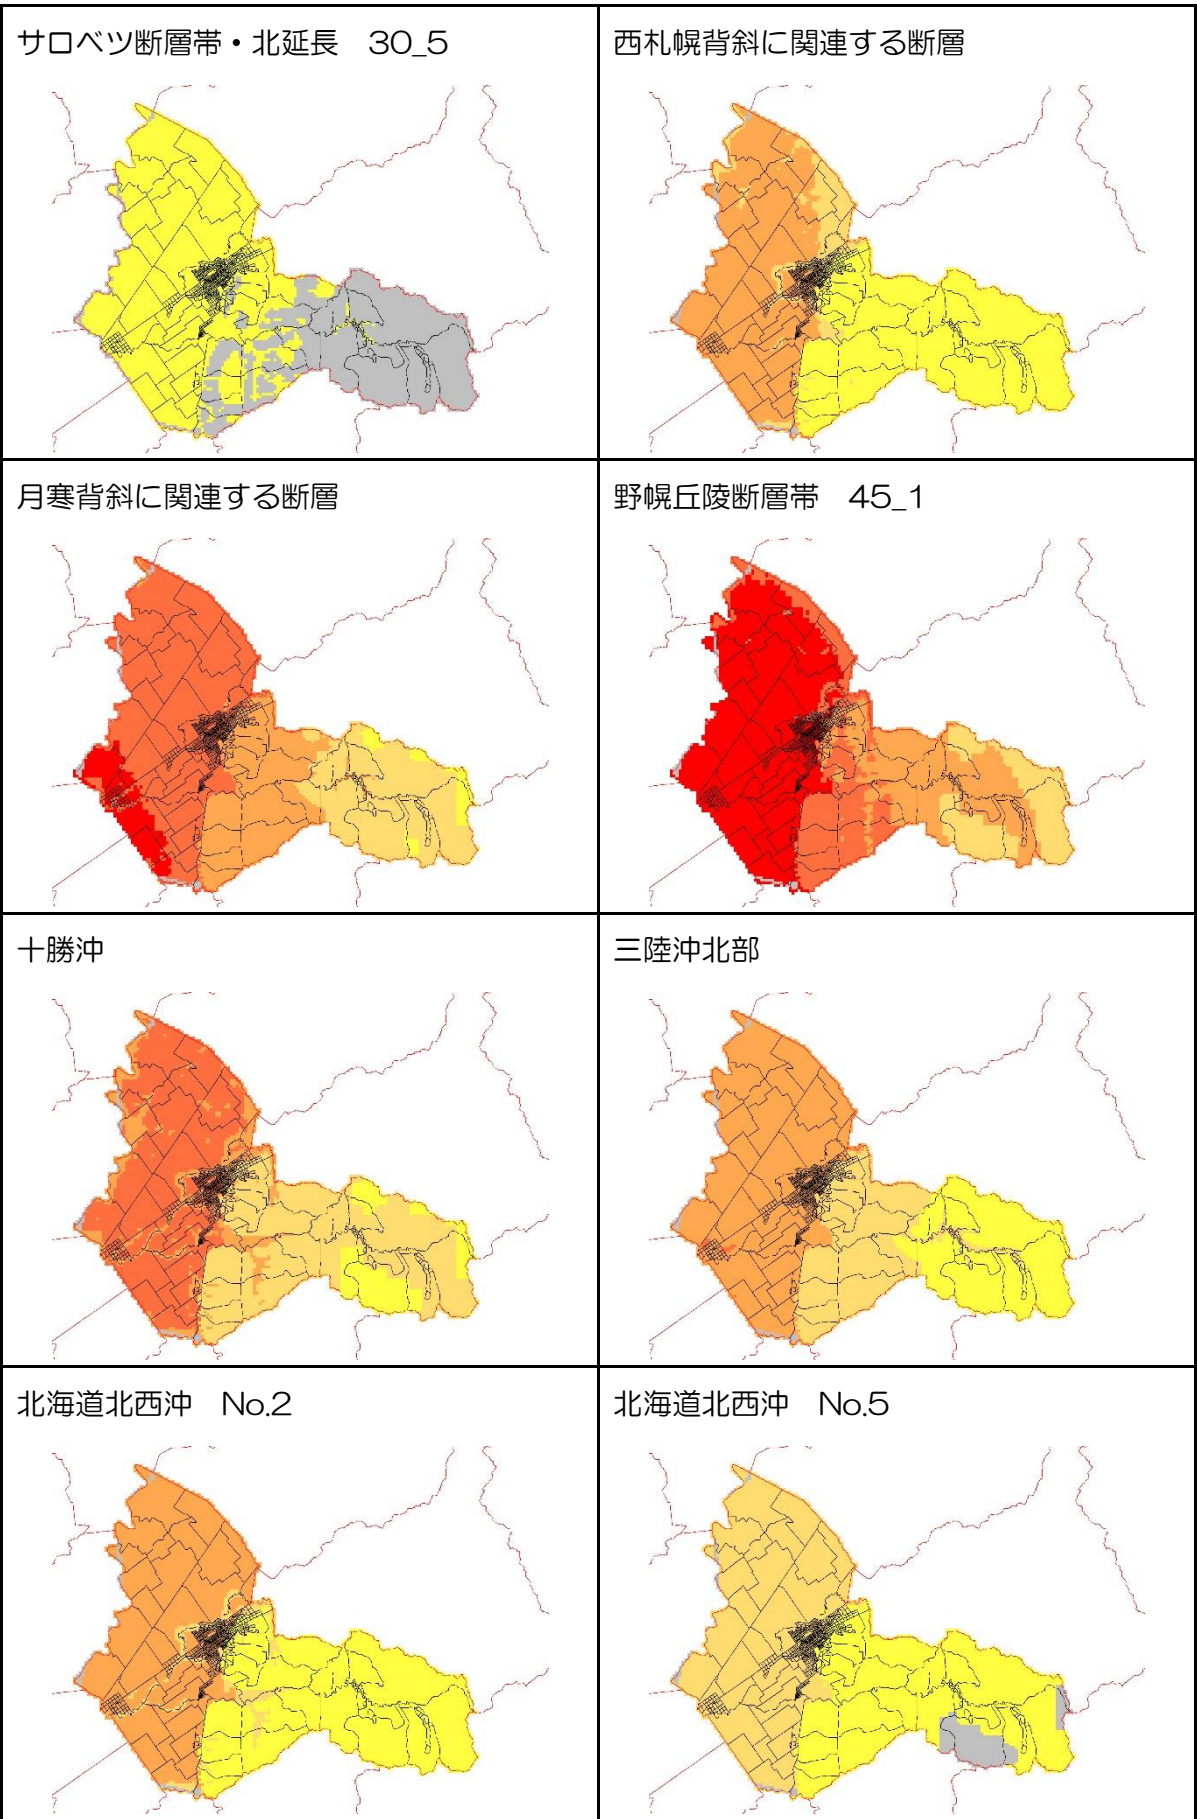 サロベツ断層帯・北延長　30_5
西札幌背斜に関連する断層
月寒背斜に関連する断層
野幌丘陵断層帯　45_1
十勝沖
三陸沖北部
北海道北西沖　No.2
北海道北西沖　No.5